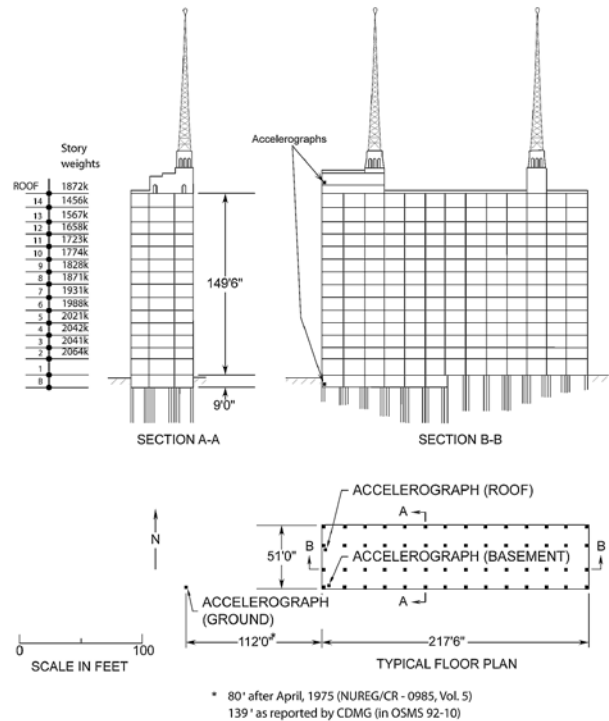 Story
weights
Accelerographs
ROOF 1872k
14 1456k
13 1567k
12 1658k
11 1723k
10 1774k
9 1828k
8 1871k
7 1931k
6 1988k
5 2021k
4 2042k
3 2041k
2 2064k
1
B
149'6"
9'0"
SECTION A-A
SECTION B-B
N
ACCELEROGRAPH (ROOF)
A
B
51'0"
ACCELEROGRAPH (BASEMENT)
B
A
ACCELEROGRAPH
(GROUND)
112'0"*
217'6"
0 100
SCALE IN FEET
TYPICAL FLOOR PLAN
* 80' after April, 1975 (NUREG/CR - 0985, Vol. 5)
139' as reported by CDMG (in OSMS 92-10)